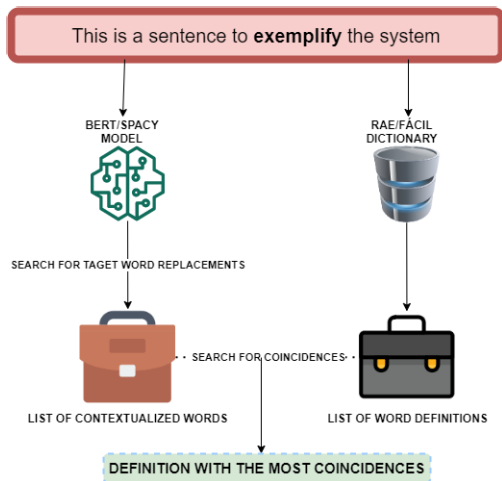 This is a sentence to exemplify the system
BERT/SPACY
MODEL
RAE/FÁCIL
DICTIONARY
SEARCH FOR TAGET WORD REPLACEMENTS
SEARCH FOR COINCIDENCES
LIST OF CONTEXTUALIZED WORDS
LIST OF WORD DEFINITIONS
DEFINITION WITH THE MOST COINCIDENCES